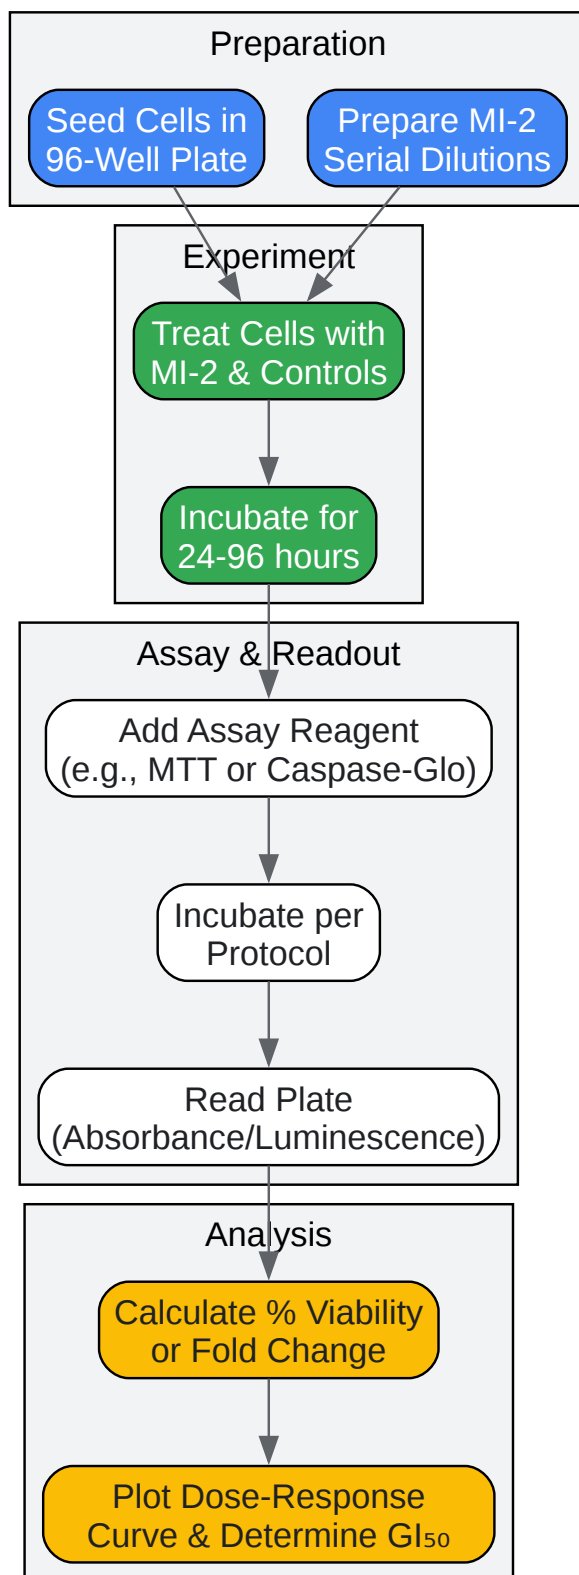 Preparation
Seed Cells in
96-Well Plate
Prepare MI-2
Serial Dilutions
Experiment
Treat Cells with
MI-2 & Controls
Incubate for
24-96 hours
Assay & Readout
Add Assay Reagent
(e.g., MTT or Caspase-Glo)
Incubate per
Protocol
Read Plate
(Absorbance/Luminescence)
Analysis
Calculate % Viability
or Fold Change
Plot Dose-Response
Curve & Determine GI₅₀